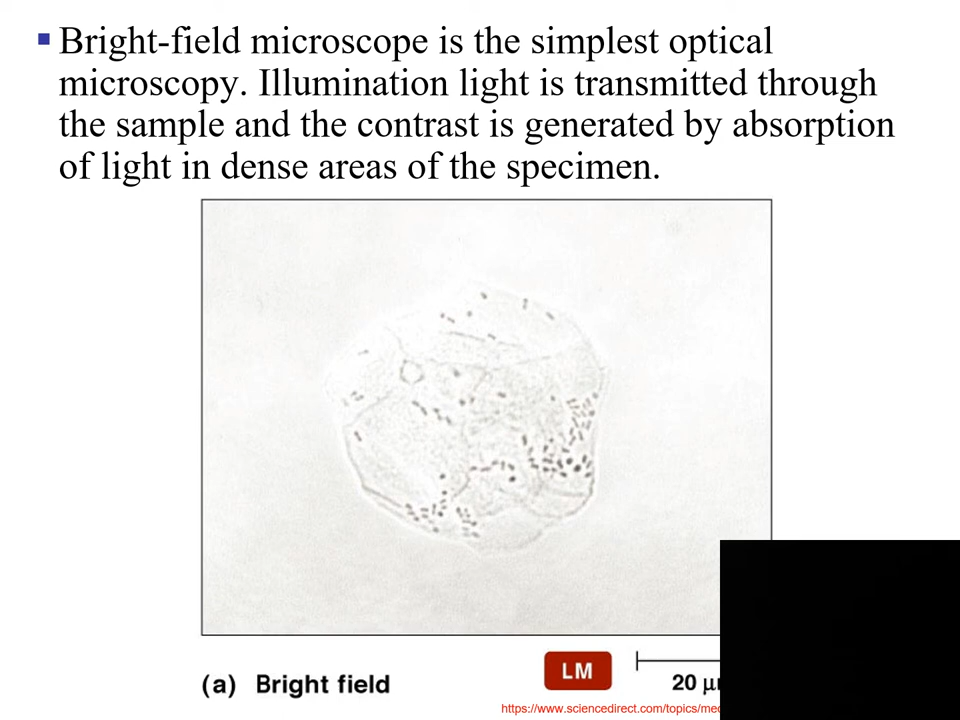 Bright-field microscope is the simplest optical
microscopy. Illumination light is transmitted through
the sample and the contrast is generated by absorption
of light in dense areas of the specimen.
(a) Bright field
LM
20
https://www.sciencedirect.com/topics/med